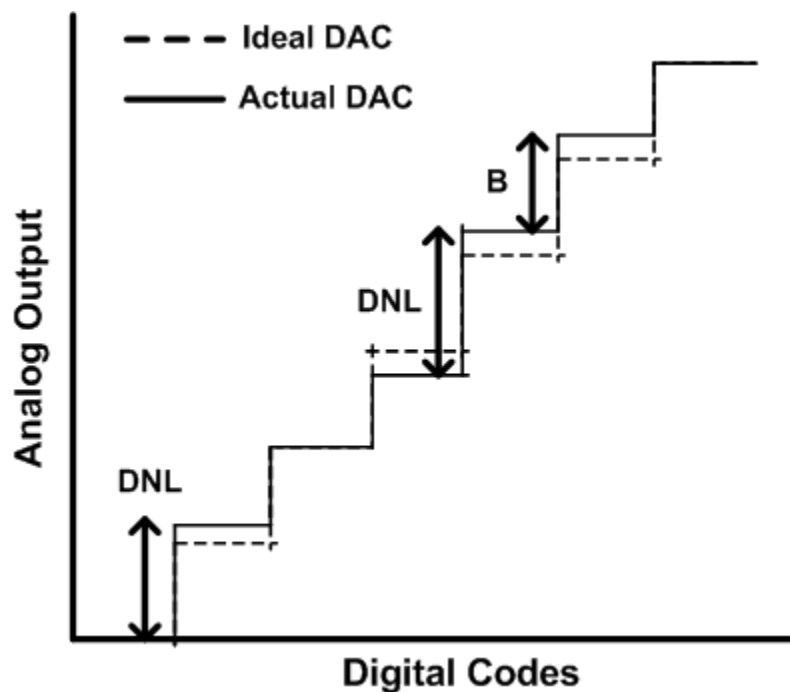 Ideal DAC
Actual DAC
B
DNL
DNL
Analog Output
Digital Codes